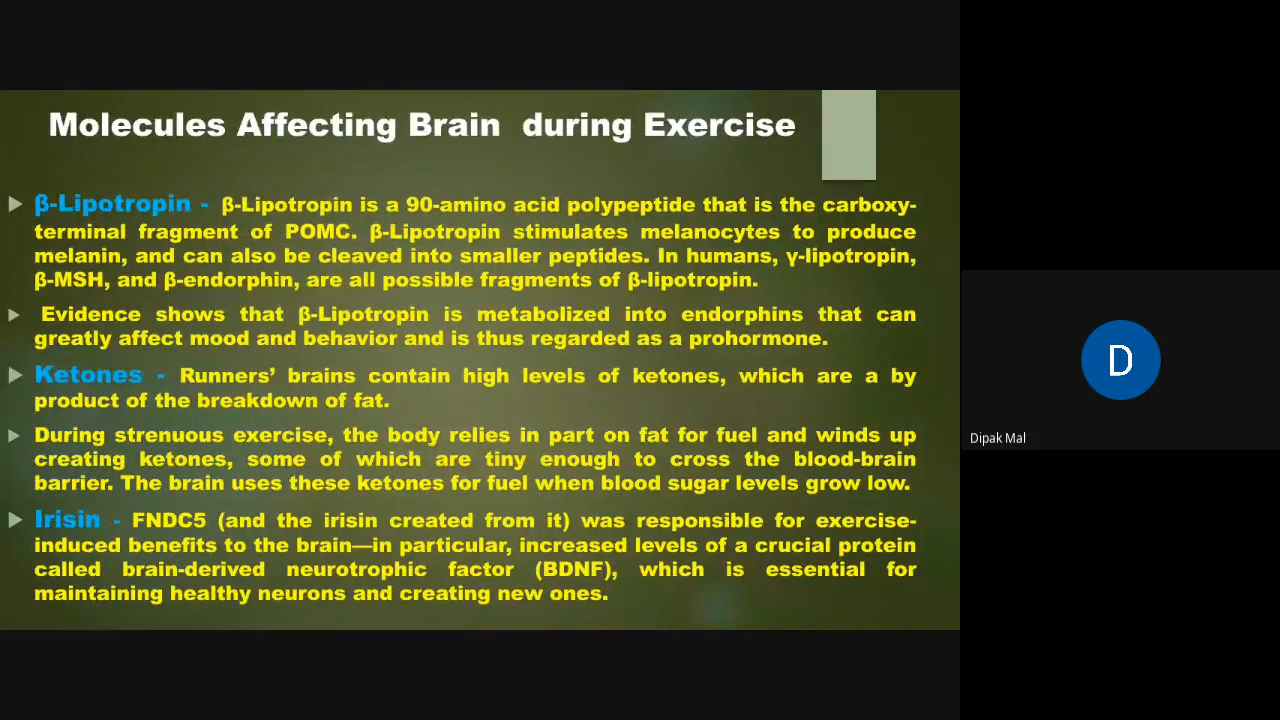 Molecules Affecting Brain during Exercise
β-Lipotropin - β-Lipotropin is a 90-amino acid polypeptide that is the carboxy-
terminal fragment of POMC. β-Lipotropin stimulates melanocytes to produce
melanin, and can also be cleaved into smaller peptides. In humans, γ-lipotropin,
β-MSH, and β-endorphin, are all possible fragments of β-lipotropin.
Evidence shows that β-Lipotropin is metabolized into endorphins that can
greatly affect mood and behavior and is thus regarded as a prohormone.
Ketones - Runners’ brains contain high levels of ketones, which are a by
product of the breakdown of fat.
During strenuous exercise, the body relies in part on fat for fuel and winds up
creating ketones, some of which are tiny enough to cross the blood-brain
barrier. The brain uses these ketones for fuel when blood sugar levels grow low.
Irisin - FNDC5 (and the irisin created from it) was responsible for exercise-
induced benefits to the brain—in particular, increased levels of a crucial protein
called brain-derived neurotrophic factor (BDNF), which is essential for
maintaining healthy neurons and creating new ones.
D
Dipak Mal